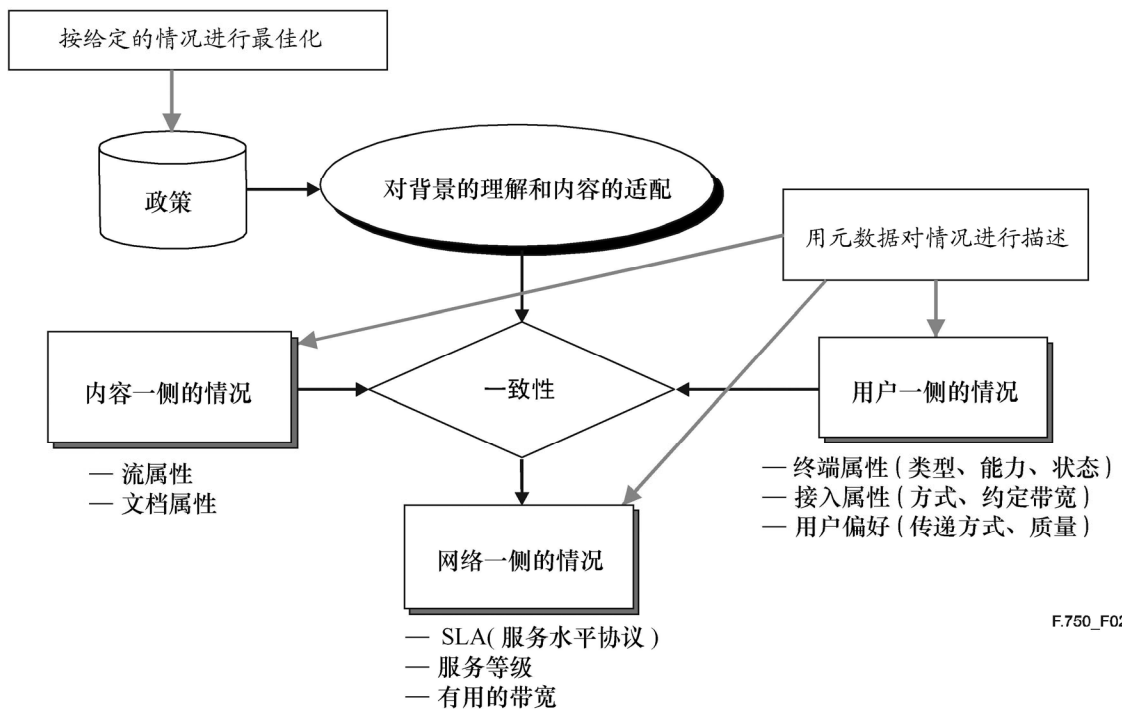 按给定的情况进行最佳化
政策
对背景的理解和内容的适配
用元数据对情况进行描述
内容一侧的情况
一致性
用户一侧的情况
— 流属性
— 文档属性
— 终端属性(类型、能力、状态)
— 接入属性(方式、约定带宽)
— 用户偏好(传递方式、质量)
网络一侧的情况
— SLA(服务水平协议)
— 服务等级
— 有用的带宽
F.750_F02